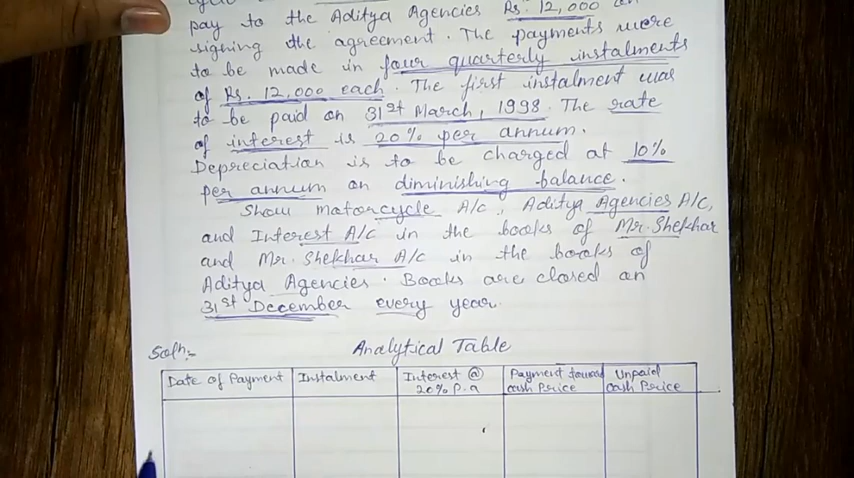 pay to the Aditya Agencies Rs. 12,000 on
signing the agreement. The payments were
to be made in four quarterly instalments
of Rs. 12,000 each. The first instalment was
to be paid on 31st March, 1998. The rate
of interest is 20% per annum.
Depreciation is to be charged at 10%
per annum on diminishing balance.
Show Motorcycle A/C, Aditya Agencies A/C,
and Interest A/C in the books of Mr. Shekhar
and Mr. Shekhar A/C in the books of
Aditya Agencies. Books are closed on
31st December every year.
Soln:-
Analytical Table
Date of Payment Instalment Interest @ 20% P.a Payment toward cash Price Unpaid cash Price